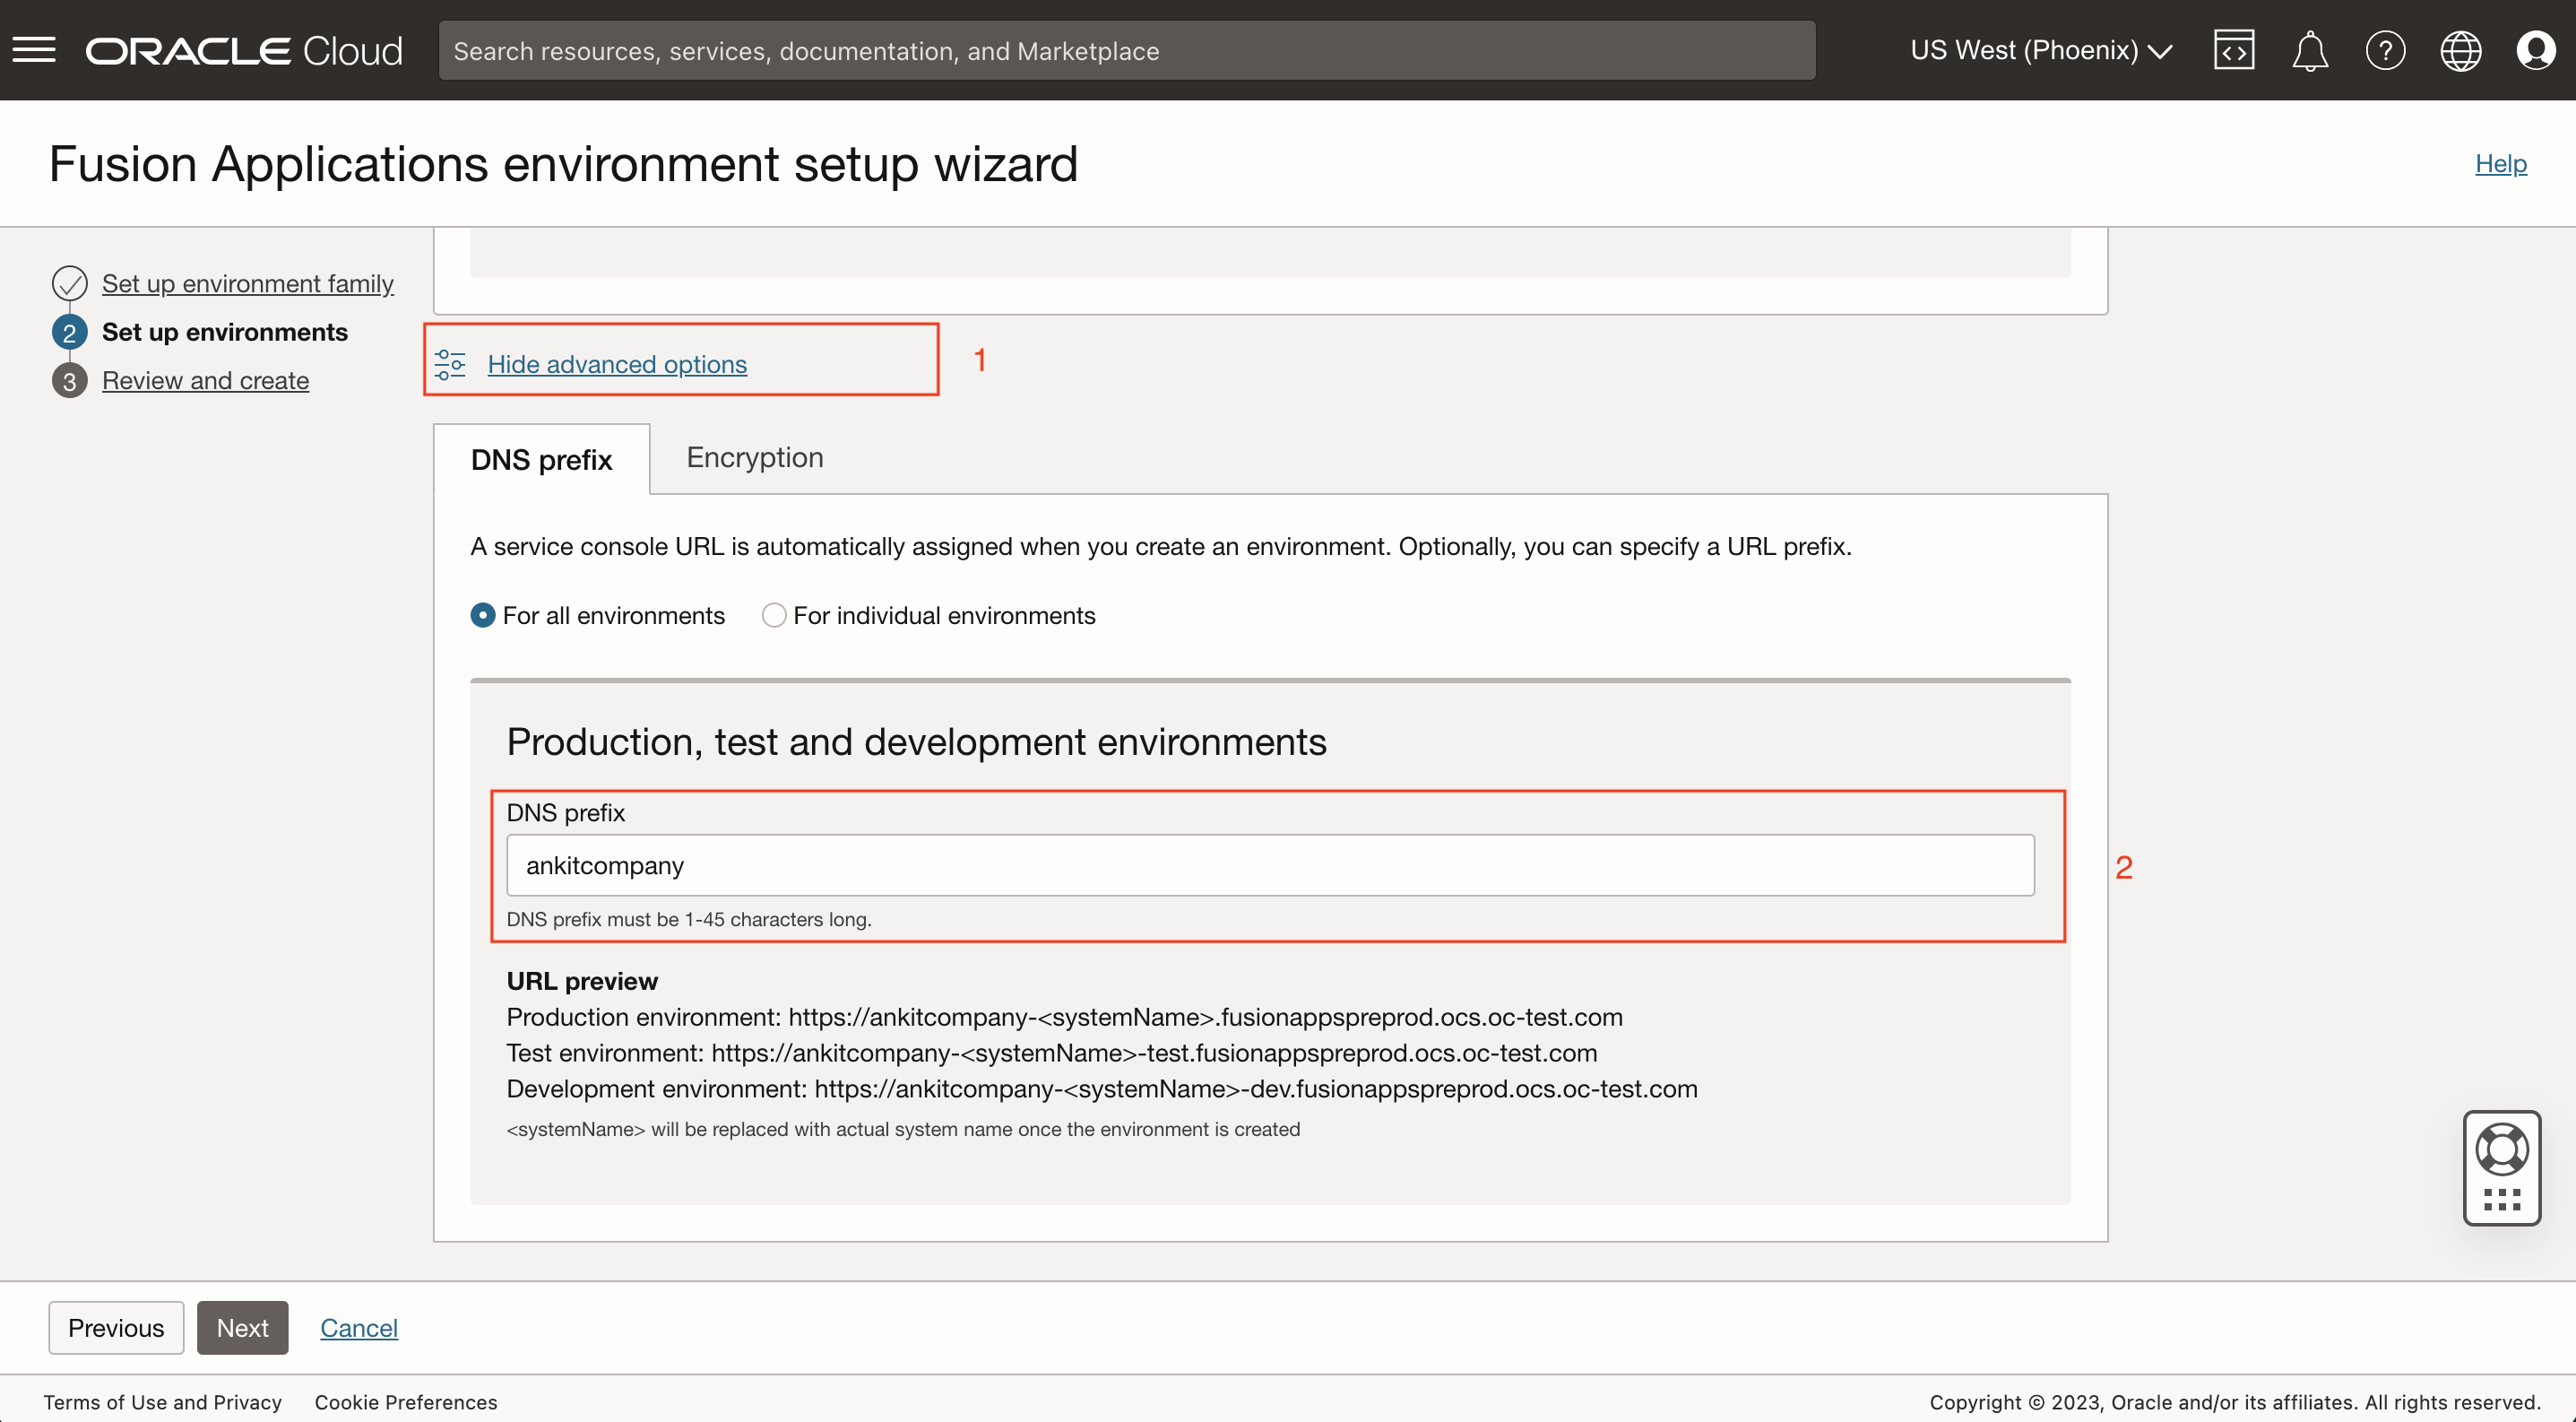 ORACLE Cloud
Search resources, services, documentation, and Marketplace
US West (Phoenix)
Fusion Applications environment setup wizard
Help
Set up environment family
2 Set up environments
3 Review and create
Hide advanced options
1
DNS prefix
Encryption
A service console URL is automatically assigned when you create an environment. Optionally, you can specify a URL prefix.
For all environments
For individual environments
Production, test and development environments
DNS prefix
ankitcompany
2
DNS prefix must be 1-45 characters long.
URL preview
Production environment: https://ankitcompany-<systemName>.fusionappspreprod.ocs.oc-test.com
Test environment: https://ankitcompany-<systemName>-test.fusionappspreprod.ocs.oc-test.com
Development environment: https://ankitcompany-<systemName>-dev.fusionappspreprod.ocs.oc-test.com
<systemName> will be replaced with actual system name once the environment is created
Previous
Next
Cancel
Terms of Use and Privacy
Cookie Preferences
Copyright © 2023, Oracle and/or its affiliates. All rights reserved.